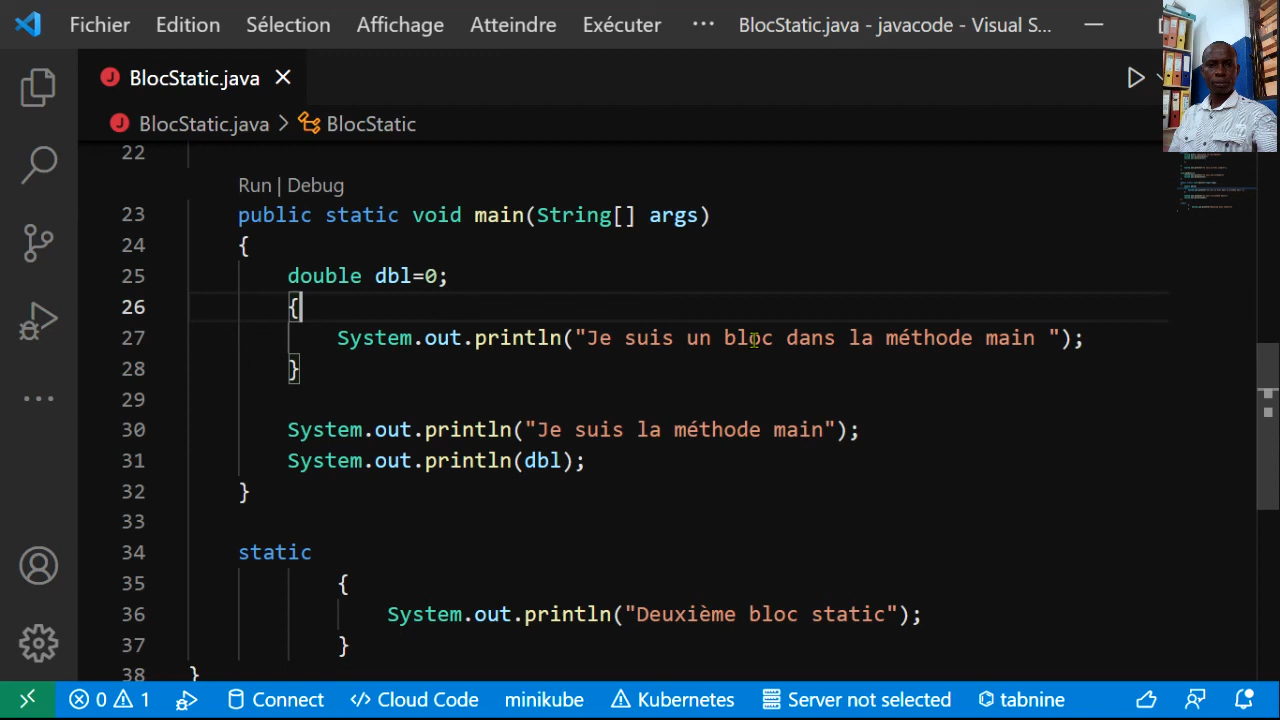 Fichier Edition Sélection Affichage Atteindre Exécuter ··· BlocStatic.java - javacode - Visual S...
BlocStatic.java
BlocStatic.java > BlocStatic
22
Run | Debug
23 public static void main(String[] args)
24 {
25 double dbl=0;
26 {
27 System.out.println("Je suis un bloc dans la méthode main ");
28 }
29
30 System.out.println("Je suis la méthode main");
31 System.out.println(dbl);
32 }
33
34 static
35 {
36 System.out.println("Deuxième bloc static");
37 }
38 }
0 1 Connect Cloud Code minikube Kubernetes Server not selected tabnine